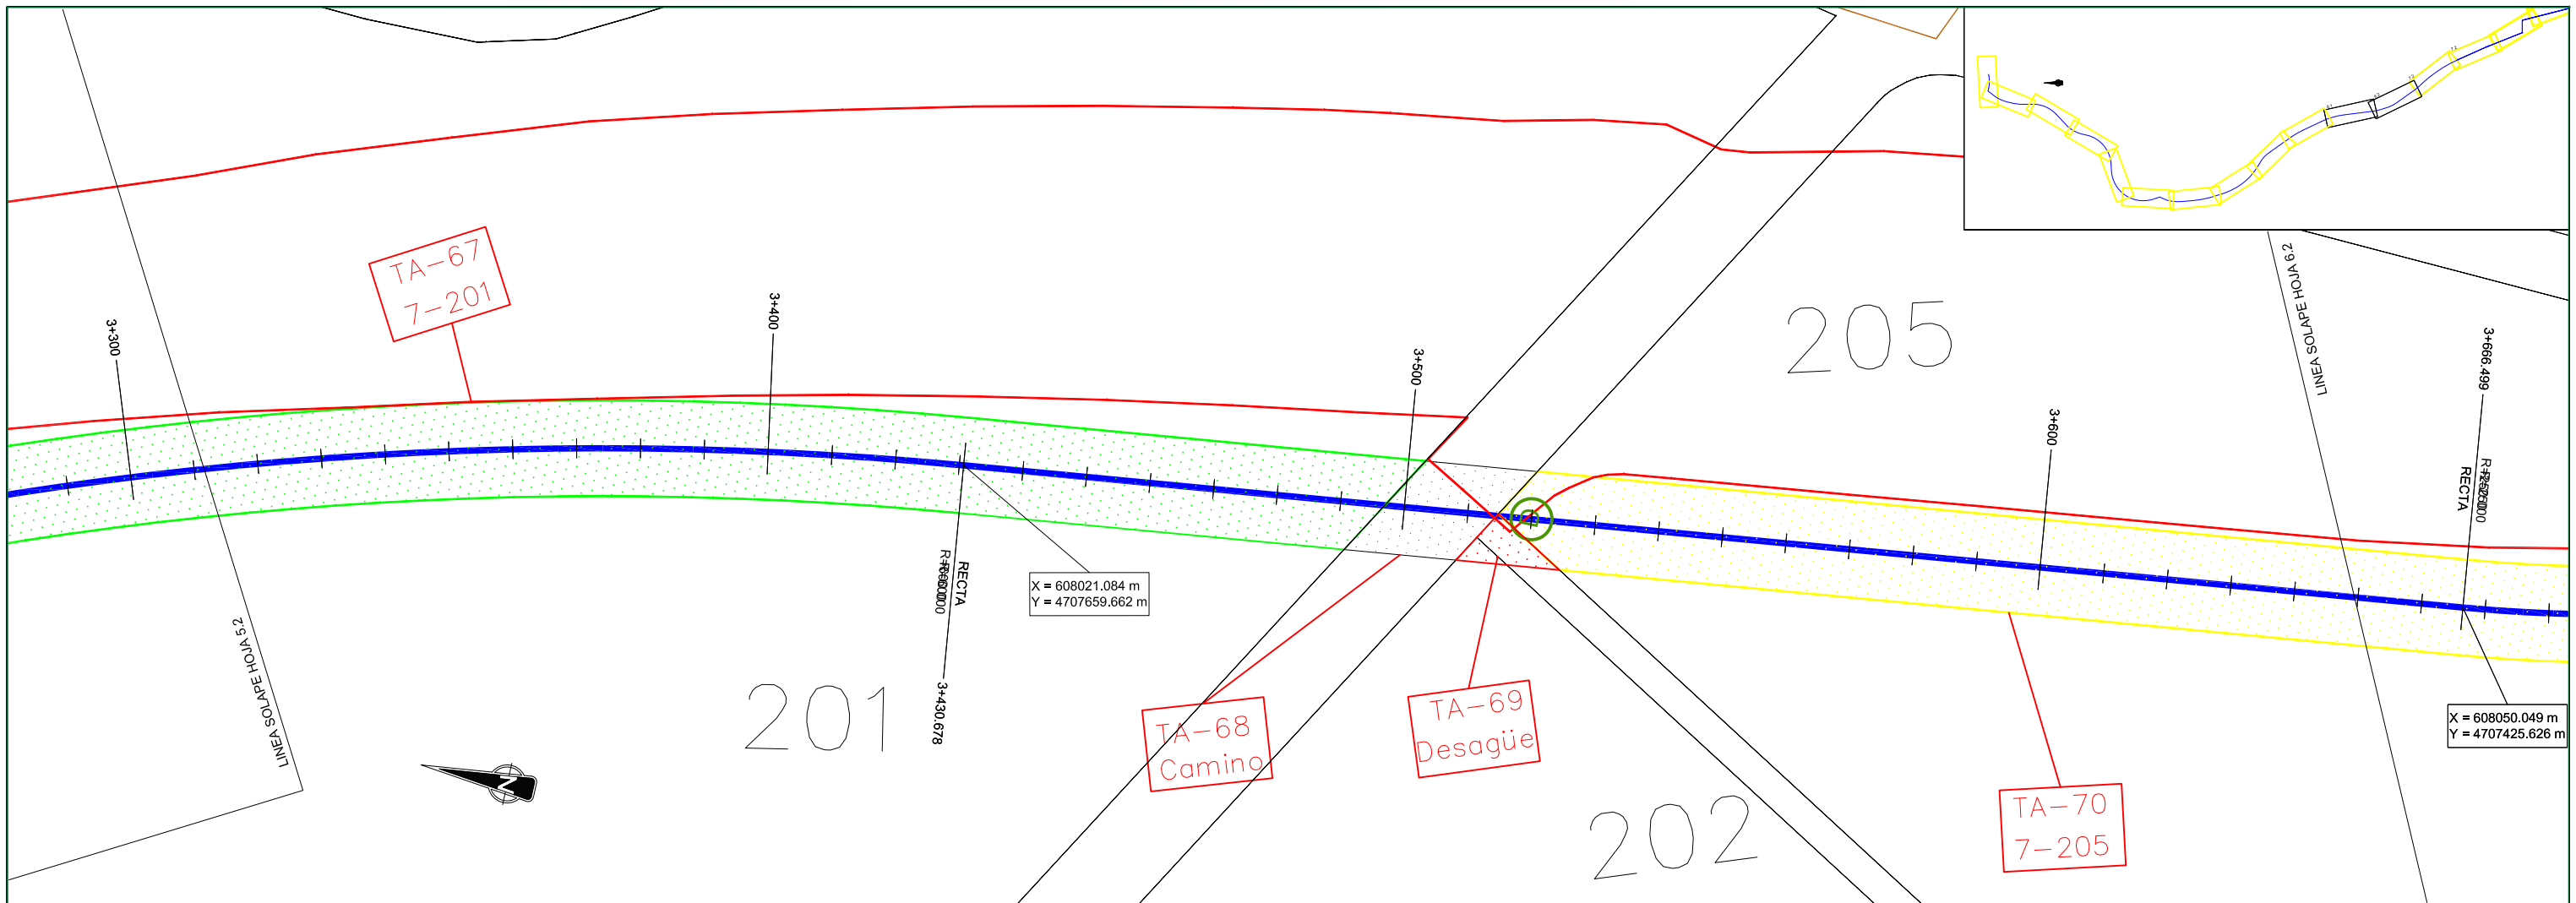 TA-67
7-201
3+300
3+400
3+500
3+600
3+666.499
RECTA
LINEA SOLAPE HOJA 6.2
205
RECTA
3+430.678
X = 608021.084 m
Y = 4707659.662 m
LINEA SOLAPE HOJA 5.2
201
N
TA-68
Camino
TA-69
Desagüe
202
TA-70
7-205
X = 608050.049 m
Y = 4707425.626 m